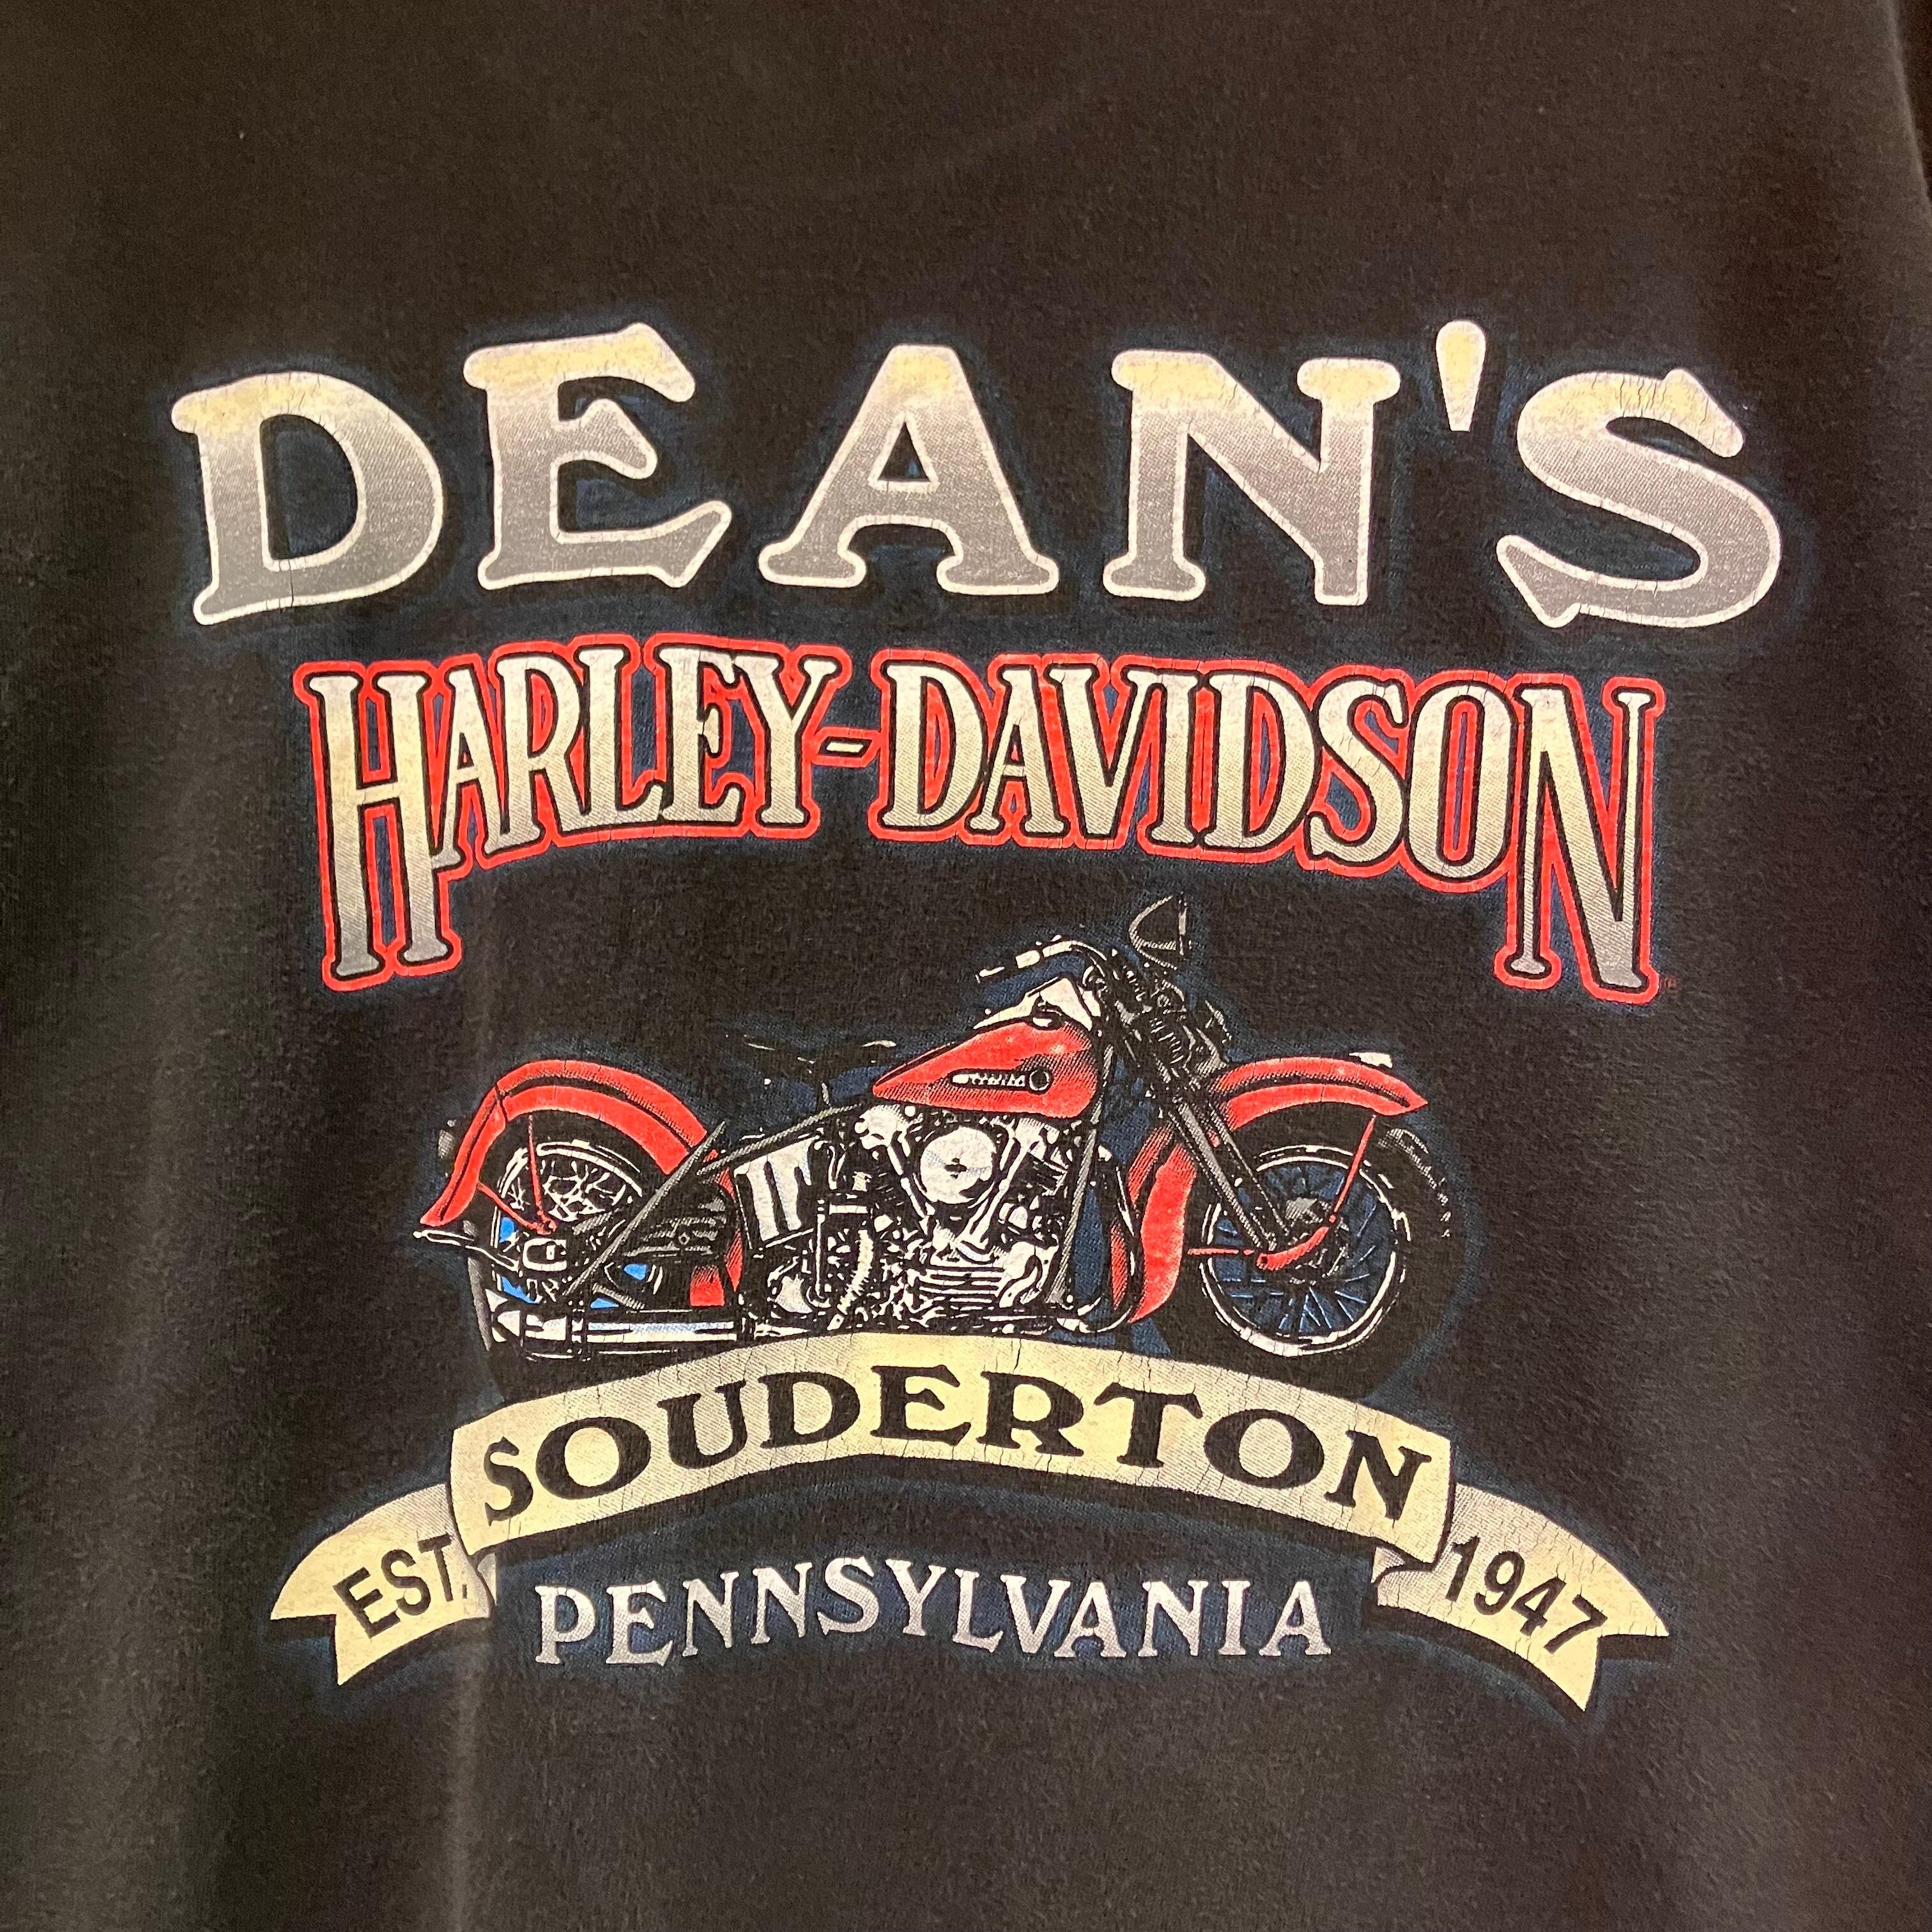 DEAN'S
HARLEY-DAVIDSON
SOUDERTON
EST. 1947
PENNSYLVANIA